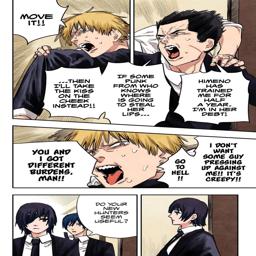 MOVE
IT!!
...THEN
I'LL TAKE
THE KISS
ON THE
CHEEK
INSTEAD!!
IF SOME
PUNK
FROM WHO
KNOWS
WHERE
IS GOING
TO STEAL
HER
LIPS...
HIMENO
HAS
TRAINED ME
FOR HALF
A YEAR,
I'M IN HER
DEBT!!
YOU AND
I GOT
DIFFERENT
BURDENS,
MAN!!
GO
TO
HELL
!!
I DON'T
WANT
SOME GUY
PRESSING
UP AGAINST
ME!! IT'S
CREEPY!!
DO YOUR
NEW
HUNTERS
SEEM
USEFUL?